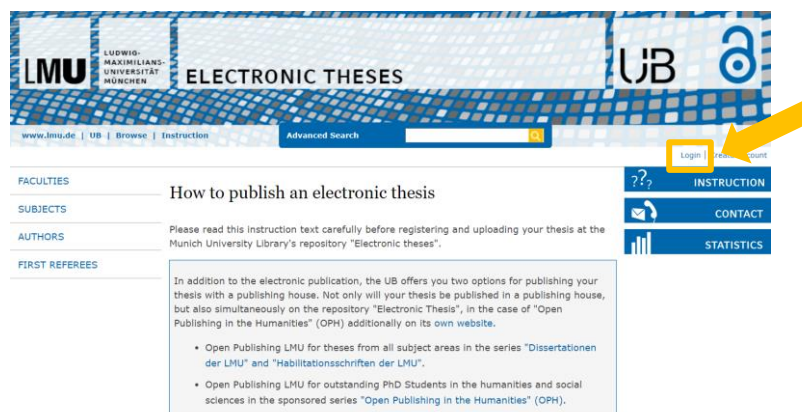 LMU
LUDWIG-
MAXIMILIANS-
UNIVERSITÄT
MÜNCHEN
ELECTRONIC THESES
UB
www.lmu.de | UB | Browse | Instruction
Advanced Search
Login |
FACULTIES
SUBJECTS
AUTHORS
FIRST REFEREES
How to publish an electronic thesis
Please read this instruction text carefully before registering and uploading your thesis at the
Munich University Library's repository "Electronic theses".
In addition to the electronic publication, the UB offers you two options for publishing your
thesis with a publishing house. Not only will your thesis be published in a publishing house,
but also simultaneously on the repository "Electronic Thesis", in the case of "Open
Publishing in the Humanities" (OPH) additionally on its own website.
• Open Publishing LMU for theses from all subject areas in the series "Dissertationen
der LMU" and "Habilitationsschriften der LMU".
• Open Publishing LMU for outstanding PhD Students in the humanities and social
sciences in the sponsored series "Open Publishing in the Humanities" (OPH).
??? INSTRUCTION
CONTACT
STATISTICS